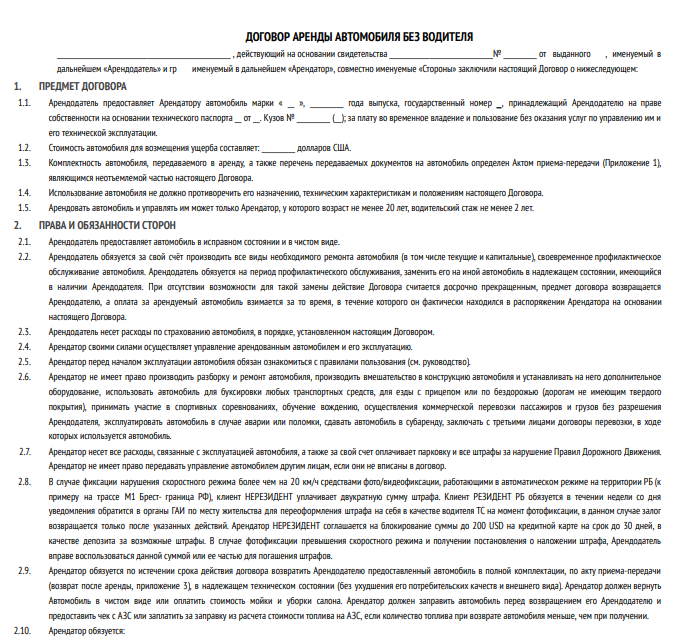 ДОГОВОР АРЕНДЫ АВТОМОБИЛЯ БЕЗ ВОДИТЕЛЯ
______________________________________ , действующий на основании свидетельства _______________________№ ________ от выданного , именуемый в
дальнейшем «Арендодатель» и гр именуемый в дальнейшем «Арендатор», совместно именуемые «Стороны» заключили настоящий Договор о нижеследующем:
1. ПРЕДМЕТ ДОГОВОРА
1.1. Арендодатель предоставляет Арендатору автомобиль марки « __ », ________ года выпуска, государственный номер _, принадлежащий Арендодателю на праве
собственности на основании технического паспорта __ от __. Кузов № ________ (__); за плату во временное владение и пользование без оказания услуг по управлению им и
его технической эксплуатации.
1.2. Стоимость автомобиля для возмещения ущерба составляет: ________ долларов США.
1.3. Комплектность автомобиля, передаваемого в аренду, а также перечень передаваемых документов на автомобиль определен Актом приема-передачи (Приложение 1),
являющимся неотъемлемой частью настоящего Договора.
1.4. Использование автомобиля не должно противоречить его назначению, техническим характеристикам и положениям настоящего Договора.
1.5. Арендовать автомобиль и управлять им может только Арендатор, у которого возраст не менее 20 лет, водительский стаж не менее 2 лет.
2. ПРАВА И ОБЯЗАННОСТИ СТОРОН
2.1. Арендодатель предоставляет автомобиль в исправном состоянии и в чистом виде.
2.2. Арендодатель обязуется за свой счёт производить все виды необходимого ремонта автомобиля (в том числе текущие и капитальные), своевременное профилактическое
обслуживание автомобиля. Арендодатель обязуется на период профилактического обслуживания, заменить его на иной автомобиль в надлежащем состоянии, имеющийся
в наличии Арендодателя. При отсутствии возможности для такой замены действие Договора считается досрочно прекращенным, предмет договора возвращается
Арендодателю, а оплата за арендуемый автомобиль взимается за то время, в течение которого он фактически находился в распоряжении Арендатора на основании
настоящего Договора.
2.3. Арендодатель несет расходы по страхованию автомобиля, в порядке, установленном настоящим Договором.
2.4. Арендатор своими силами осуществляет управление арендованным автомобилем и его эксплуатацию.
2.5. Арендатор перед началом эксплуатации автомобиля обязан ознакомиться с правилами пользования (см. руководство).
2.6. Арендатор не имеет право производить разборку и ремонт автомобиля, производить вмешательство в конструкцию автомобиля и устанавливать на него дополнительное
оборудование, использовать автомобиль для буксировки любых транспортных средств, для езды с прицепом или по бездорожью (дорогам не имеющим твердого
покрытия), принимать участие в спортивных соревнованиях, обучение вождению, осуществления коммерческой перевозки пассажиров и грузов без разрешения
Арендодателя, эксплуатировать автомобиль в случае аварии или поломки, сдавать автомобиль в субаренду, заключать с третьими лицами договоры перевозки, в ходе
которых используется автомобиль.
2.7. Арендатор несет все расходы, связанные с эксплуатацией автомобиля, а также за свой счет оплачивает парковку и все штрафы за нарушение Правил Дорожного Движения.
Арендатор не имеет право передавать управление автомобилем другим лицам, если они не вписаны в договор.
2.8. В случае фиксации нарушения скоростного режима более чем на 20 км/ч средствами фото/видеофиксации, работающими в автоматическом режиме на территории РБ (к
примеру на трассе М1 Брест- граница РФ), клиент НЕРЕЗИДЕНТ уплачивает двукратную сумму штрафа. Клиент РЕЗИДЕНТ РБ обязуется в течении недели со дня
уведомления обратится в органы ГАИ по месту жительства для переоформления штрафа на себя в качестве водителя ТС на момент фотофиксации, в данном случае залог
возвращается только после указанных действий. Арендатор НЕРЕЗИДЕНТ соглашается на блокирование суммы до 200 USD на кредитной карте на срок до 30 дней, в
качестве депозита за возможные штрафы. В случае фотофиксации превышения скоростного режима и получении постановления о наложении штрафа, Арендодатель
вправе воспользоваться данной суммой или ее частью для погашения штрафов.
2.9. Арендатор обязуется по истечении срока действия договора возвратить Арендодателю предоставленный автомобиль в полной комплектации, по акту приема-передачи
(возврат после аренды, приложение 3), в надлежащем техническом состоянии (без ухудшения его потребительских качеств и внешнего вида). Арендатор должен вернуть
Автомобиль в чистом виде или оплатить стоимость мойки и уборки салона. Арендатор должен заправить автомобиль перед возвращением его Арендодателю и
предоставить чек с АЗС или заплатить за заправку из расчета стоимости топлива на АЗС, если количество топлива при возврате автомобиля меньше, чем при получении.
2.10. Арендатор обязуется: